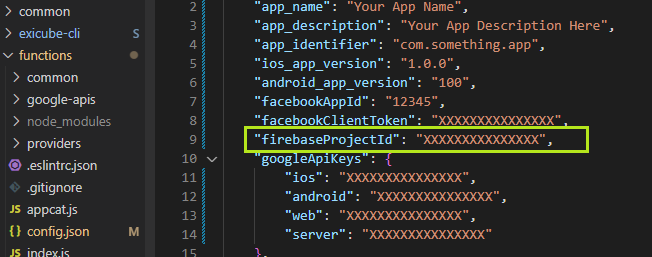 common
exicube-cli S
functions
common
google-apis
node_modules
providers
.eslintrc.json
.gitignore
JS appcat.js
{} config.json M
JS index.js
2 "app_name": "Your App Name",
3 "app_description": "Your App Description Here",
4 "app_identifier": "com.something.app",
5 "ios_app_version": "1.0.0",
6 "android_app_version": "100",
7 "facebookAppId": "12345",
8 "facebookClientToken": "XXXXXXXXXXXXXXX",
9 "firebaseProjectId": "XXXXXXXXXXXXXXX",
10 "googleApiKeys": {
11 "ios": "XXXXXXXXXXXXXXX",
12 "android": "XXXXXXXXXXXXXXX",
13 "web": "XXXXXXXXXXXXXXX",
14 "server": "XXXXXXXXXXXXXXX"
15 },